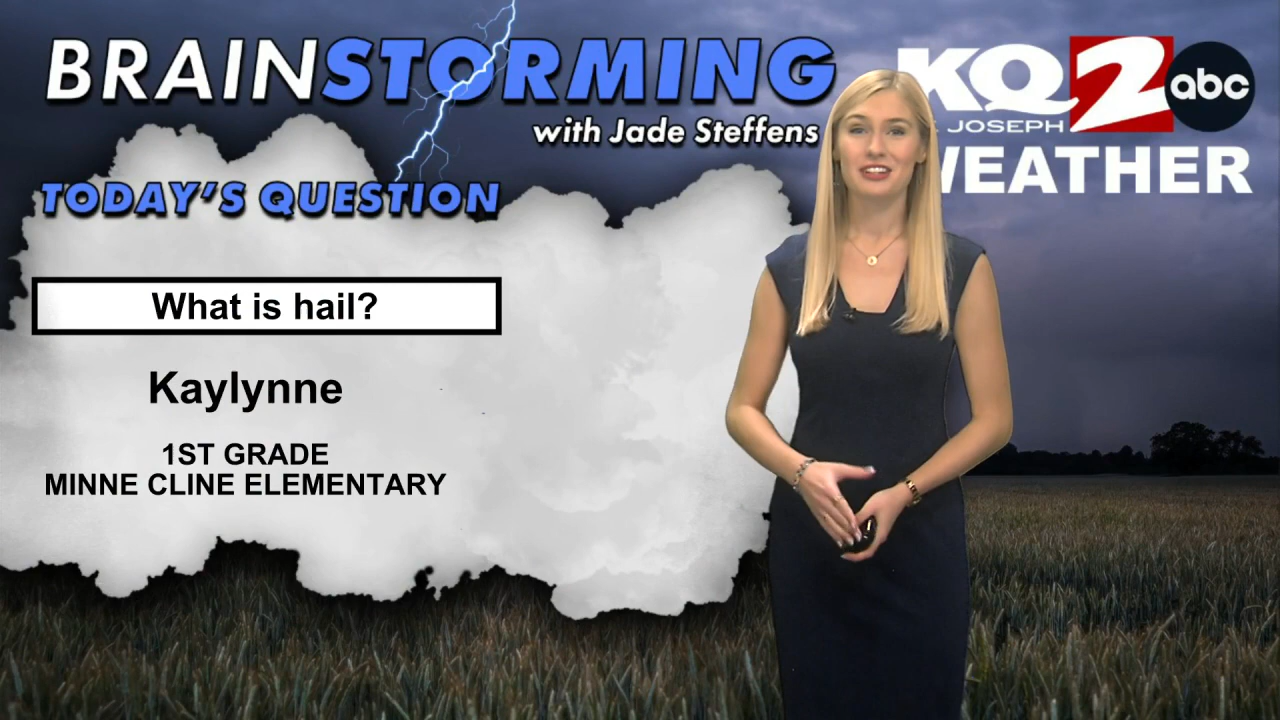 BRAINSTORMING
with Jade Steffens
KQ2 abc
JOSEPH
WEATHER
TODAY'S QUESTION
What is hail?
Kaylynne
1ST GRADE
MINNE CLINE ELEMENTARY